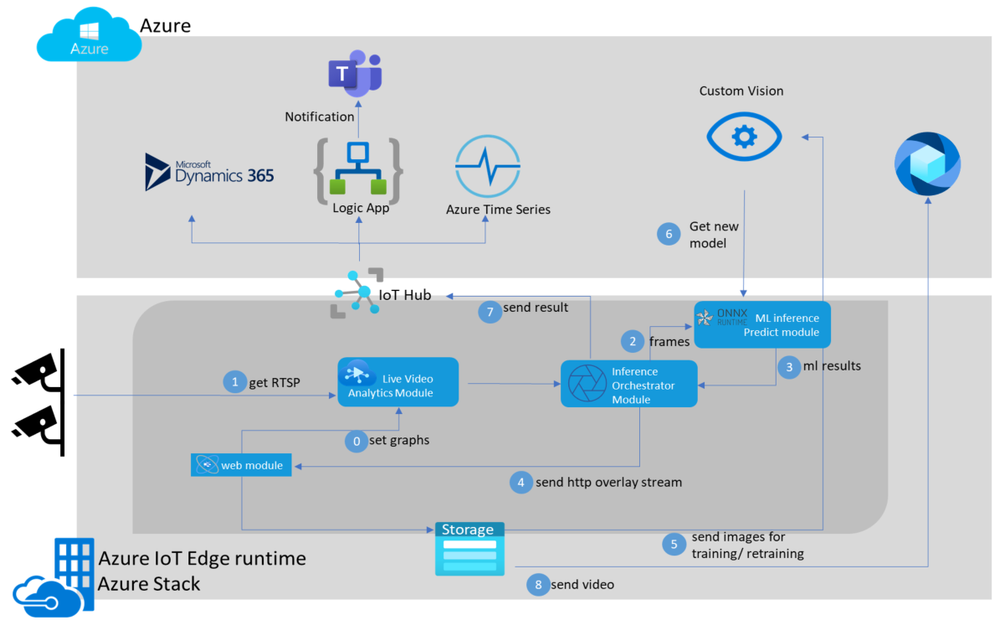 Azure
Azure
T
Notification
Custom Vision
Microsoft
Dynamics 365
Logic App
Azure Time Series
6 Get new
model
IoT Hub
7 send result
ONNX
RUNTIME
ML inference
Predict module
2 frames
3 ml results
1 get RTSP
Live Video
Analytics Module
Inference
Orchestrator
Module
0 set graphs
web module
4 send http overlay stream
Storage
5 send images for
training/ retraining
Azure IoT Edge runtime
Azure Stack
8 send video